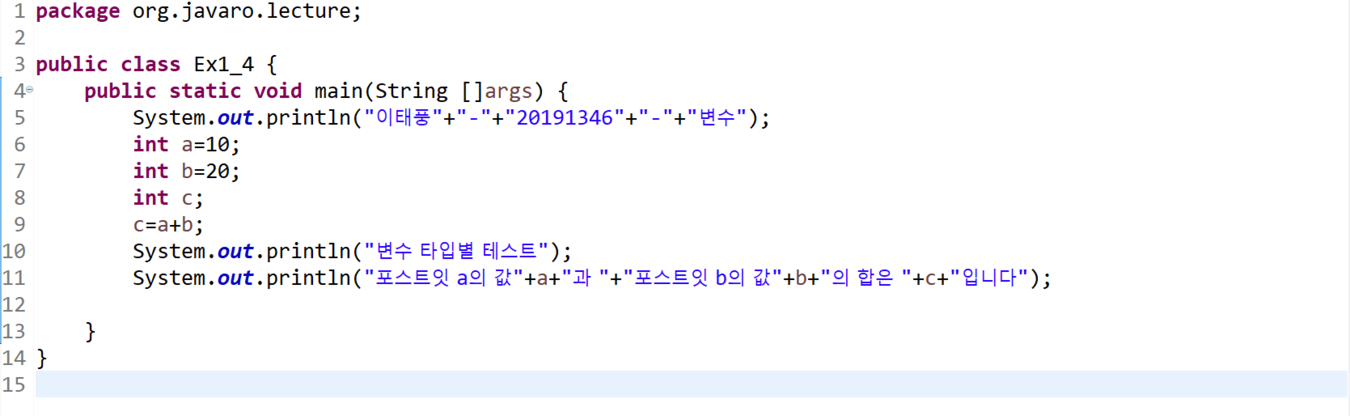 1 package org.javaro.lecture;
2
3 public class Ex1_4 {
4 public static void main(String []args) {
5 System.out.println("이태풍"+"-"+"20191346"+"-"+"변수");
6 int a=10;
7 int b=20;
8 int c;
9 c=a+b;
10 System.out.println("변수 타입별 테스트");
11 System.out.println("포스트잇 a의 값"+a+"과 "+"포스트잇 b의 값"+b+"의 합은 "+c+"입니다");
12
13 }
14 }
15